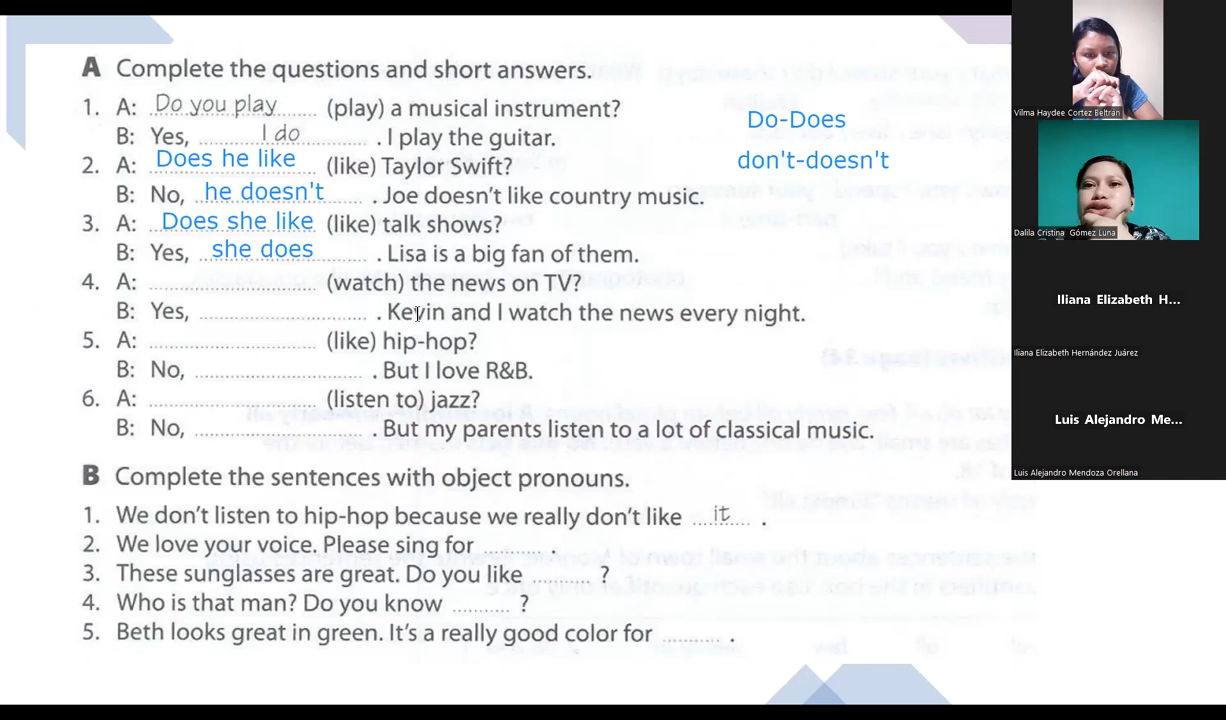 A Complete the questions and short answers.
1. A: Do you play (play) a musical instrument?
B: Yes, I do . I play the guitar.
2. A: Does he like (like) Taylor Swift?
B: No, he doesn't . Joe doesn't like country music.
3. A: Does she like (like) talk shows?
B: Yes, she does . Lisa is a big fan of them.
4. A: (watch) the news on TV?
B: Yes, . Kevin and I watch the news every night.
5. A: (like) hip-hop?
B: No, . But I love R&B.
6. A: (listen to) jazz?
B: No, . But my parents listen to a lot of classical music.
Do-Does
don't-doesn't
B Complete the sentences with object pronouns.
1. We don't listen to hip-hop because we really don't like it .
2. We love your voice. Please sing for .
3. These sunglasses are great. Do you like ?
4. Who is that man? Do you know ?
5. Beth looks great in green. It's a really good color for .
Vilma Haydee Cortez Beltrán
Dalila Cristina Gómez Luna
Iliana Elizabeth H...
Iliana Elizabeth Hernández Juárez
Luis Alejandro Me...
Luis Alejandro Mendoza Orellana